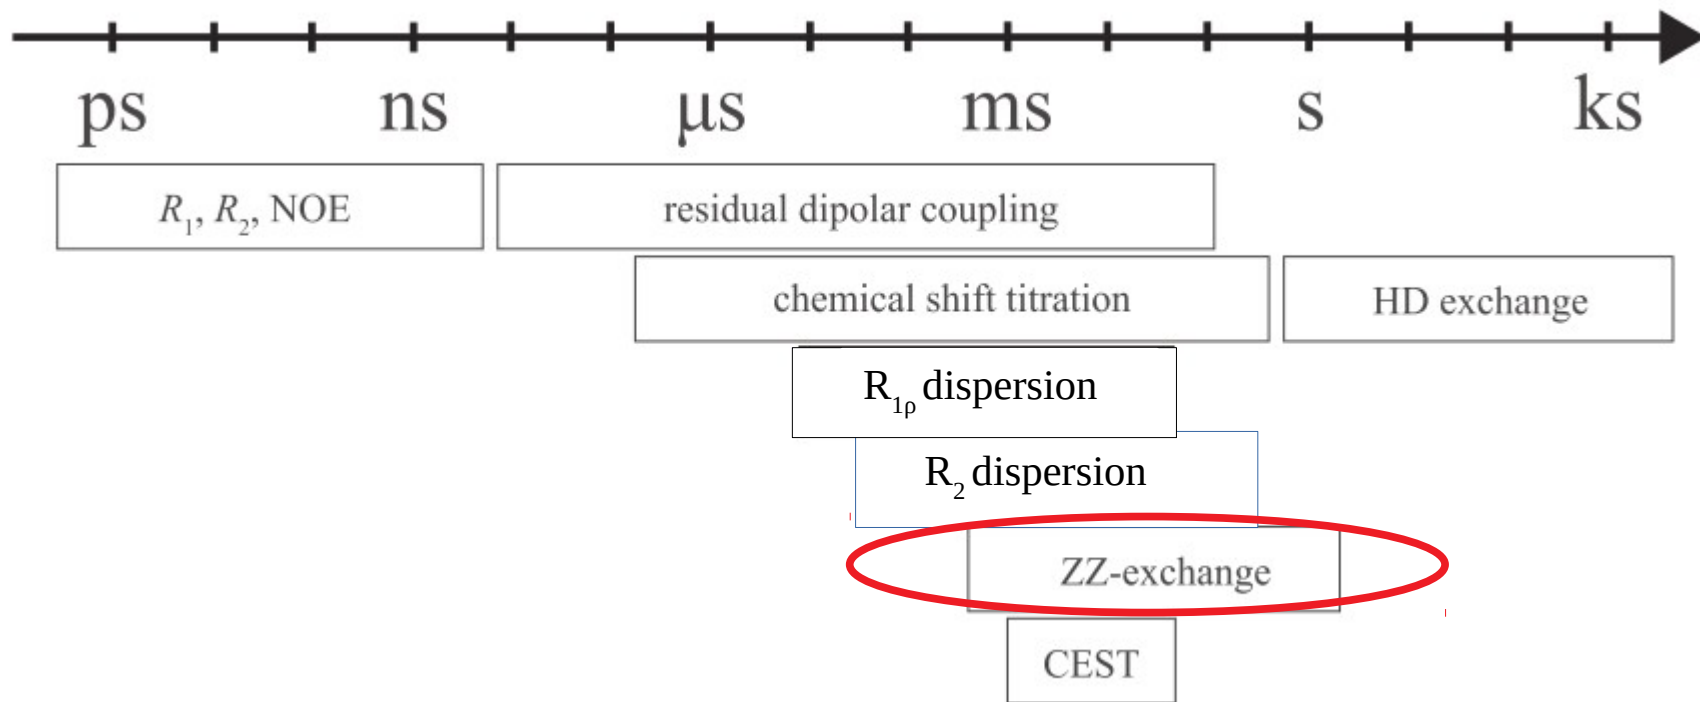 ps ns μs ms s ks
R1, R2, NOE
residual dipolar coupling
chemical shift titration
HD exchange
R1ρ dispersion
R2 dispersion
ZZ-exchange
CEST